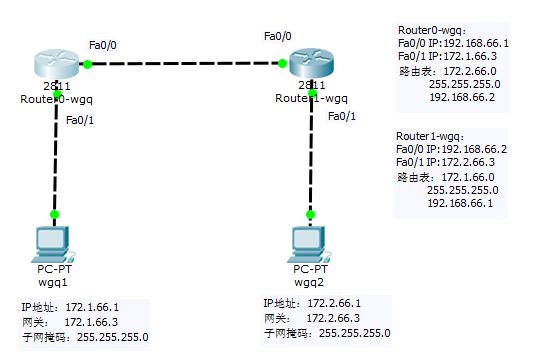 Fa0/0
Fa0/0
2811
Router0-wgq
2811
Router1-wgq
Fa0/1
Fa0/1
PC-PT
wgq1
PC-PT
wgq2
IP地址：172.1.66.1
网关： 172.1.66.3
子网掩码：255.255.255.0
IP地址：172.2.66.1
网关： 172.2.66.3
子网掩码：255.255.255.0
Router0-wgq：
Fa0/0 IP:192.168.66.1
Fa0/1 IP:172.1.66.3
路由表：172.2.66.0
255.255.255.0
192.168.66.2
Router1-wgq：
Fa0/0 IP:192.168.66.2
Fa0/1 IP:172.2.66.3
路由表：172.1.66.0
255.255.255.0
192.168.66.1